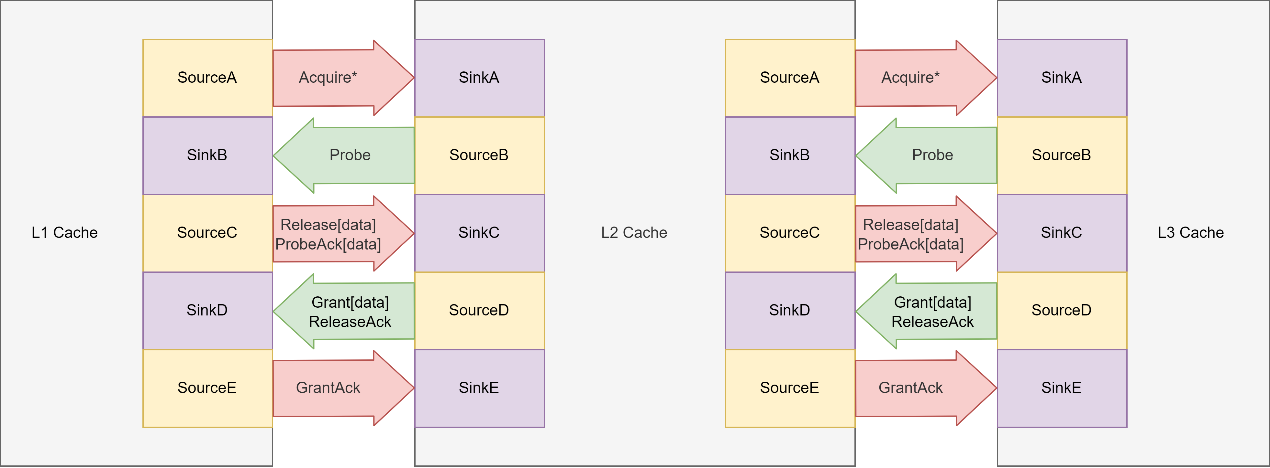 SourceA
Acquire*
SinkA
SourceA
Acquire*
SinkA
SinkB
Probe
SourceB
SinkB
Probe
SourceB
L1 Cache
SourceC
Release[data]
ProbeAck[data]
SinkC
L2 Cache
SourceC
Release[data]
ProbeAck[data]
SinkC
L3 Cache
SinkD
Grant[data]
ReleaseAck
SourceD
SinkD
Grant[data]
ReleaseAck
SourceD
SourceE
GrantAck
SinkE
SourceE
GrantAck
SinkE